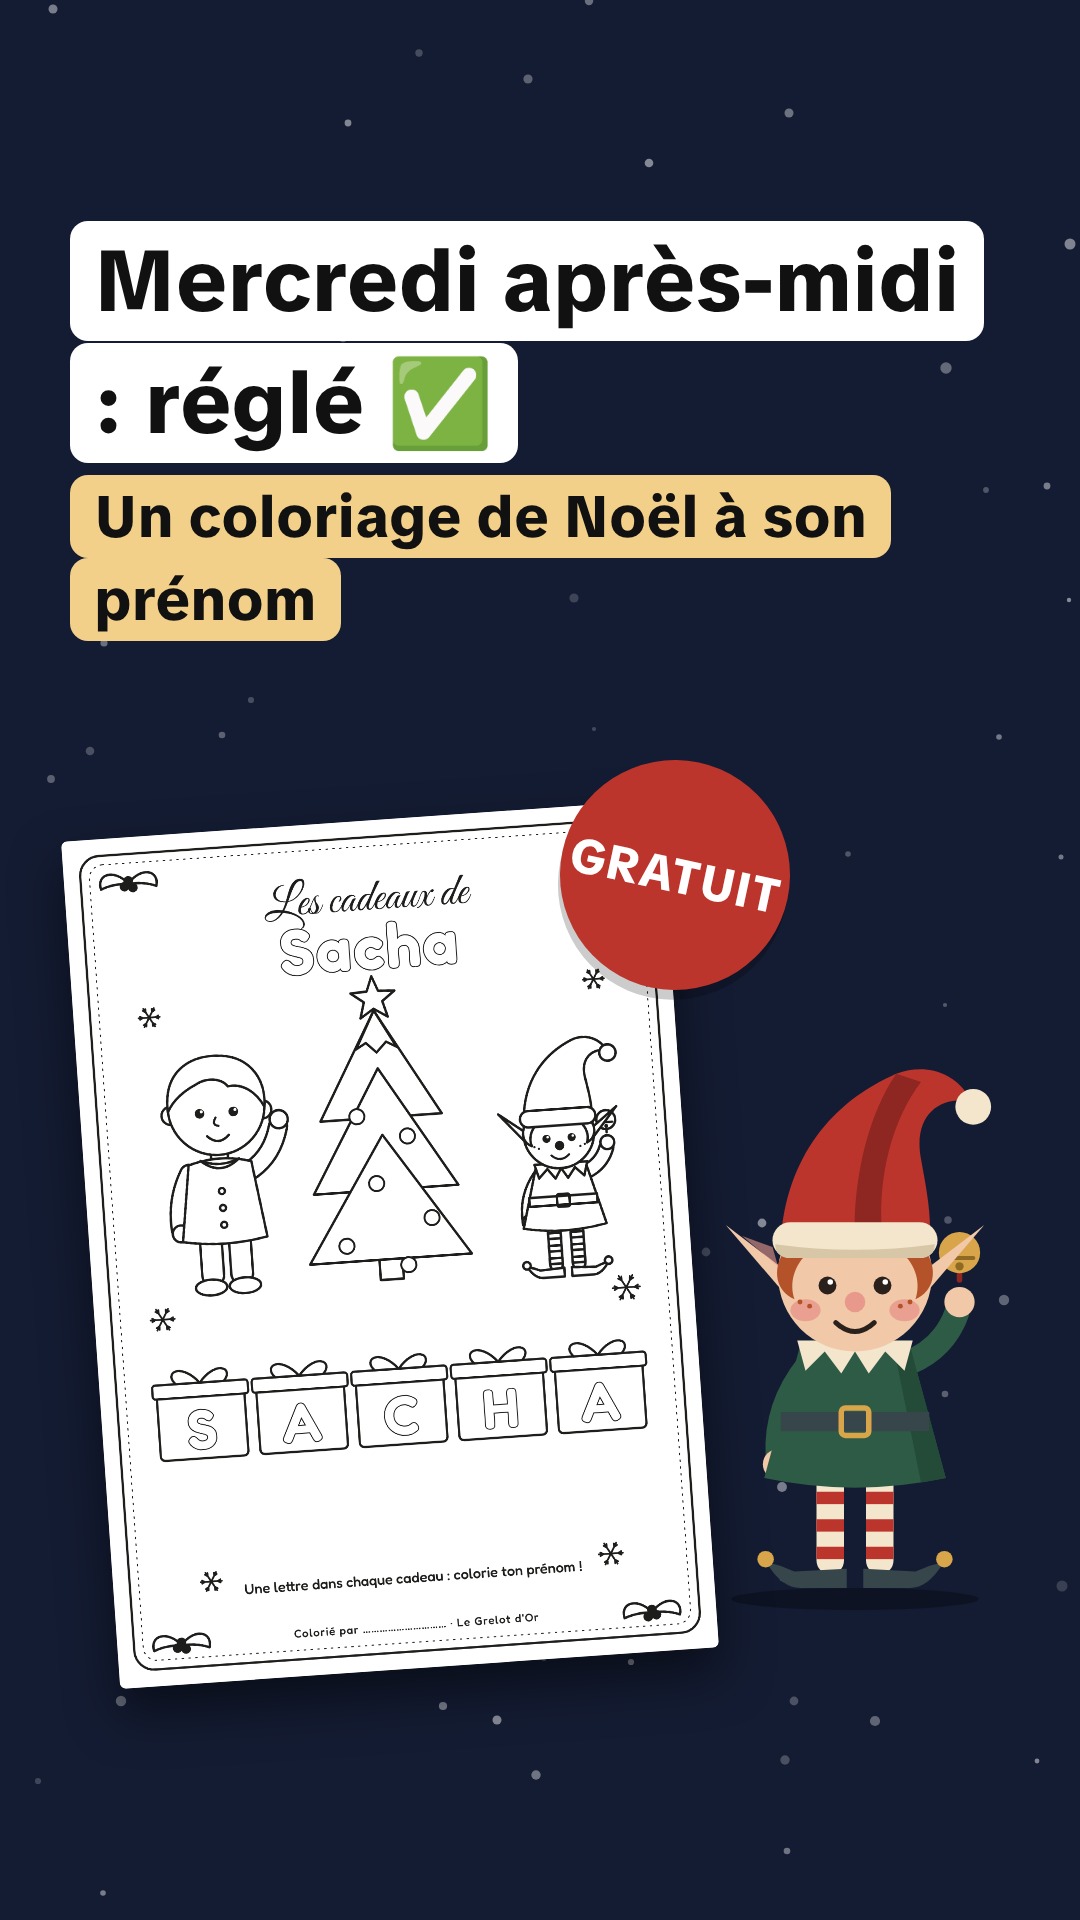 Mercredi après-midi
: réglé ✅
Un coloriage de Noël à son
prénom
GRATUIT
Les cadeaux de
Sacha
S A C H A
Une lettre dans chaque cadeau : colorie ton prénom !
Colorié par .............................. · Le Grelot d'Or